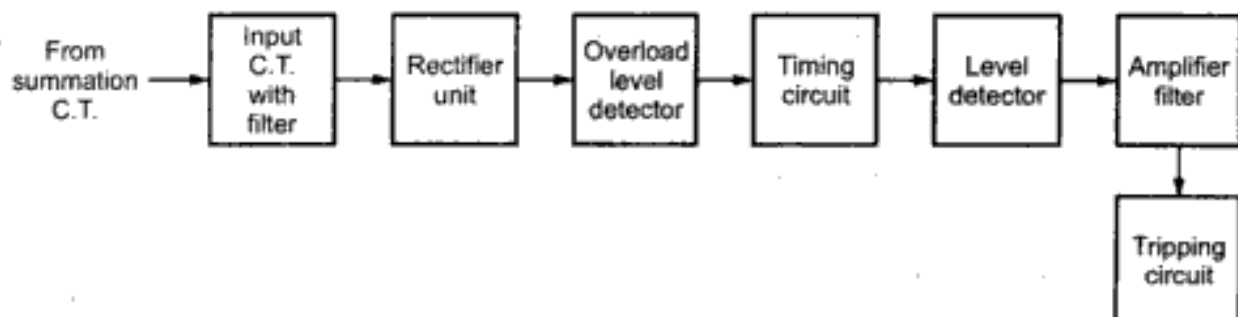 From
summation
C.T.
Input
C.T.
with
filter
Rectifier
unit
Overload
level
detector
Timing
circuit
Level
detector
Amplifier
filter
Tripping
circuit